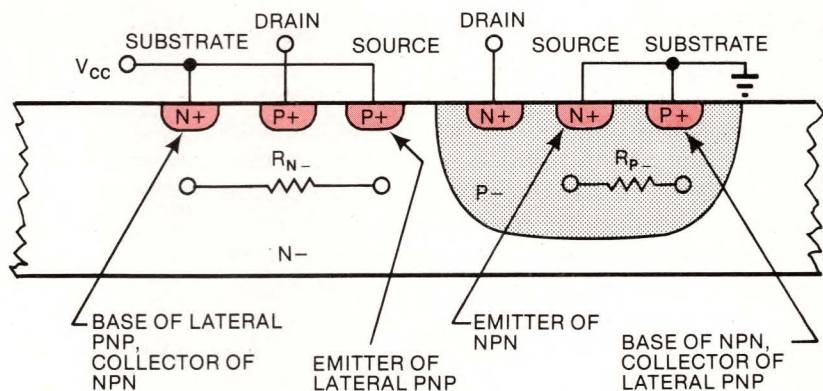 DRAIN
DRAIN
SUBSTRATE
SOURCE
SOURCE
SUBSTRATE
VCC
N+
P+
P+
N+
N+
P+
RN−
RP−
P−
N−
BASE OF LATERAL
PNP,
COLLECTOR OF
NPN
EMITTER OF
LATERAL PNP
EMITTER OF
NPN
BASE OF NPN,
COLLECTOR OF
LATERAL PNP